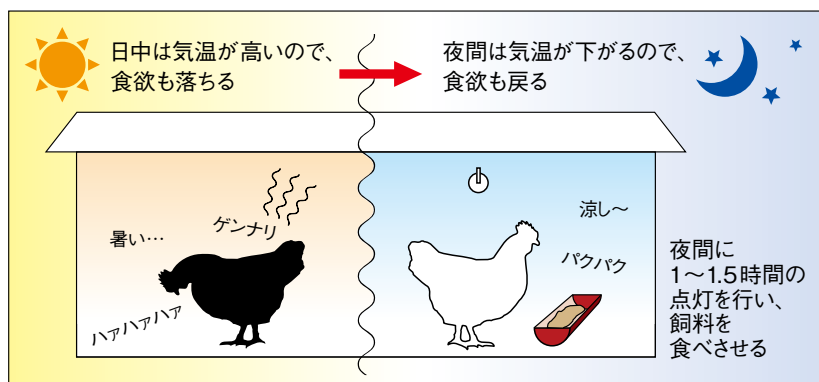 日中は気温が高いので、
食欲も落ちる
夜間は気温が下がるので、
食欲も戻る
暑い…
ゲンナリ
ハァハァハァ
涼し～
パクパク
夜間に
1～1.5時間の
点灯を行い、
飼料を
食べさせる